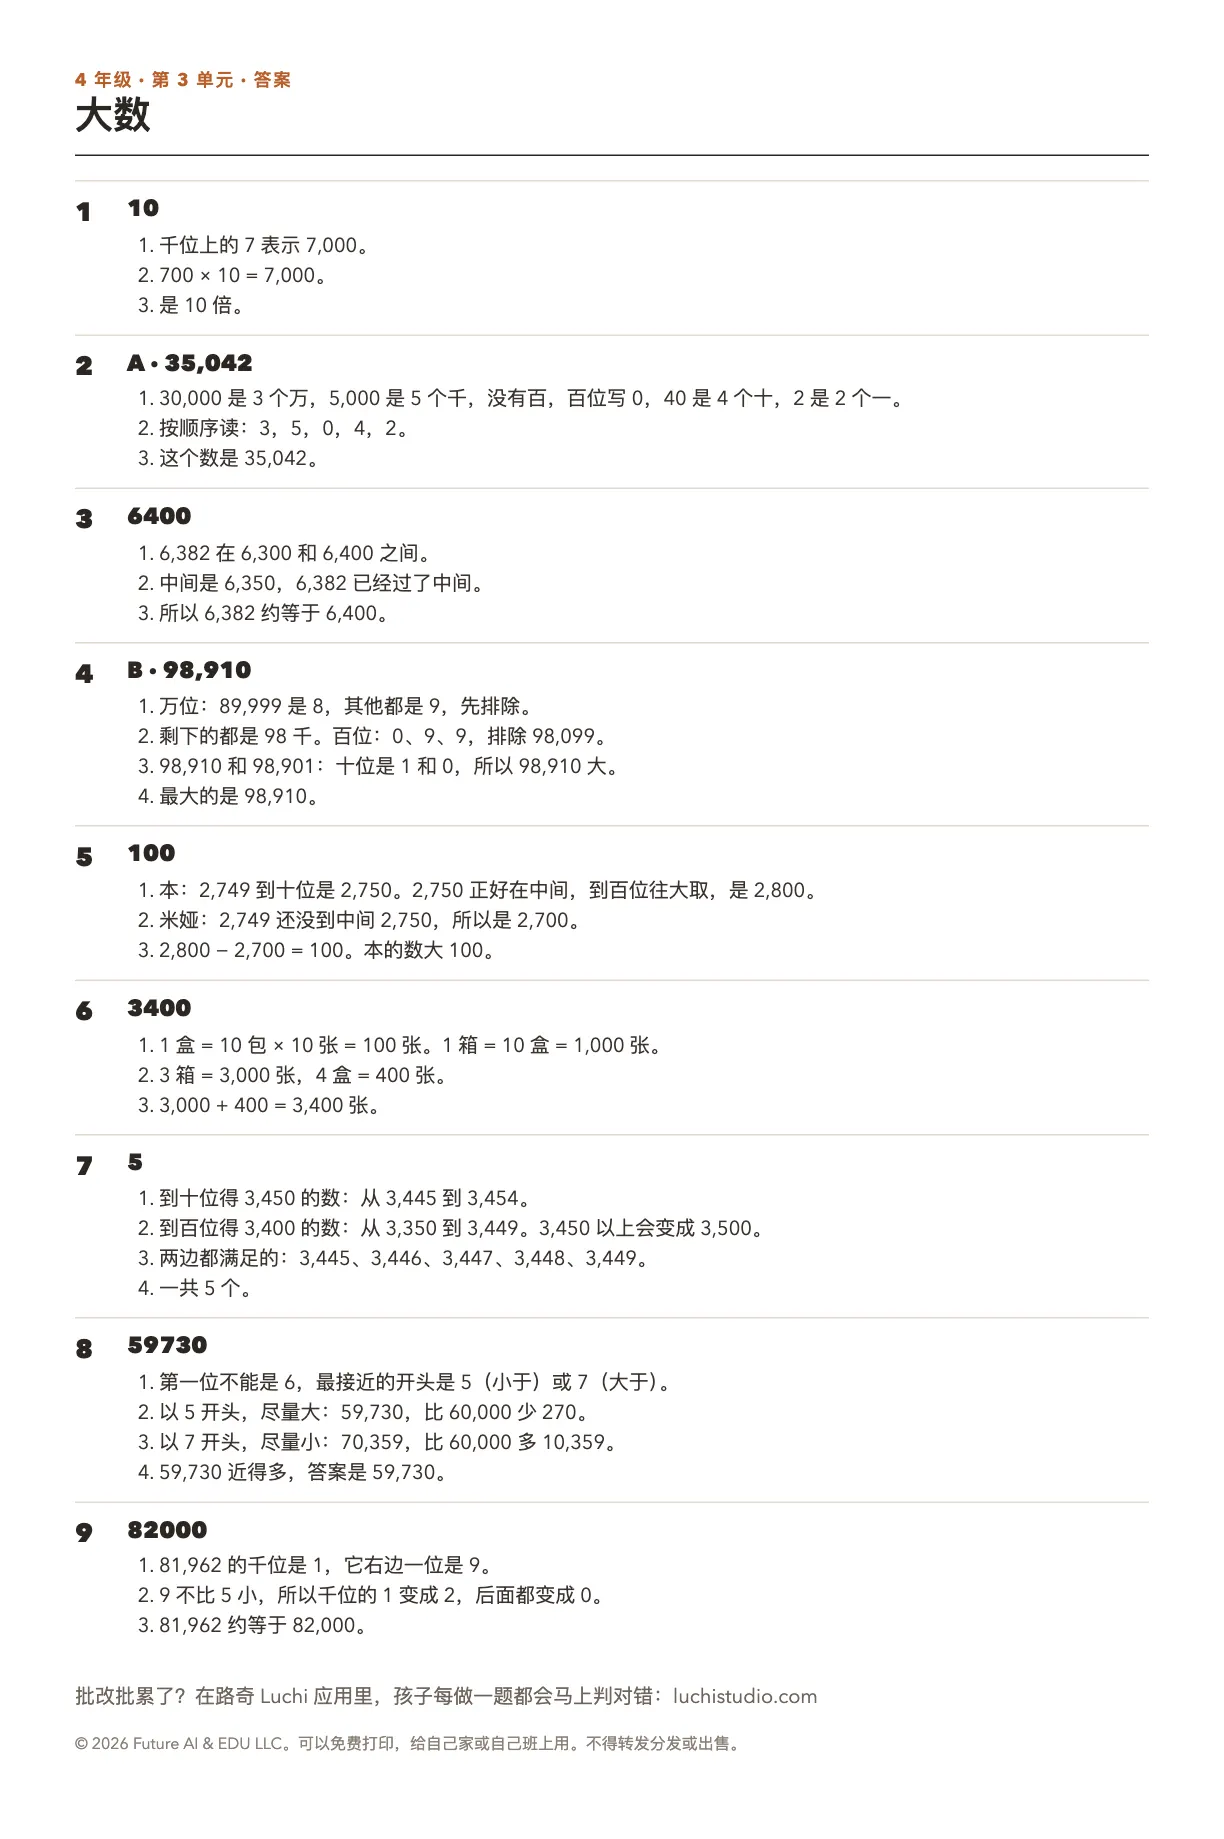 4 年级 · 第 3 单元 · 答案
大数
1 10
1. 千位上的 7 表示 7,000。
2. 700 × 10 = 7,000。
3. 是 10 倍。
2 A · 35,042
1. 30,000 是 3 个万，5,000 是 5 个千，没有百，百位写 0，40 是 4 个十，2 是 2 个一。
2. 按顺序读：3，5，0，4，2。
3. 这个数是 35,042。
3 6400
1. 6,382 在 6,300 和 6,400 之间。
2. 中间是 6,350，6,382 已经过了中间。
3. 所以 6,382 约等于 6,400。
4 B · 98,910
1. 万位：89,999 是 8，其他都是 9，先排除。
2. 剩下的都是 98 千。百位：0、9、9，排除 98,099。
3. 98,910 和 98,901：十位是 1 和 0，所以 98,910 大。
4. 最大的是 98,910。
5 100
1. 本：2,749 到十位是 2,750。2,750 正好在中间，到百位往大取，是 2,800。
2. 米娅：2,749 还没到中间 2,750，所以是 2,700。
3. 2,800 − 2,700 = 100。本的数大 100。
6 3400
1. 1 盒 = 10 包 × 10 张 = 100 张。1 箱 = 10 盒 = 1,000 张。
2. 3 箱 = 3,000 张，4 盒 = 400 张。
3. 3,000 + 400 = 3,400 张。
7 5
1. 到十位得 3,450 的数：从 3,445 到 3,454。
2. 到百位得 3,400 的数：从 3,350 到 3,449。3,450 以上会变成 3,500。
3. 两边都满足的：3,445、3,446、3,447、3,448、3,449。
4. 一共 5 个。
8 59730
1. 第一位不能是 6，最接近的开头是 5（小于）或 7（大于）。
2. 以 5 开头，尽量大：59,730，比 60,000 少 270。
3. 以 7 开头，尽量小：70,359，比 60,000 多 10,359。
4. 59,730 近得多，答案是 59,730。
9 82000
1. 81,962 的千位是 1，它右边一位是 9。
2. 9 不比 5 小，所以千位的 1 变成 2，后面都变成 0。
3. 81,962 约等于 82,000。
批改批累了？在路奇 Luchi 应用里，孩子每做一题都会马上判对错：luchistudio.com
© 2026 Future AI & EDU LLC。可以免费打印，给自己家或自己班上用。不得转发分发或出售。